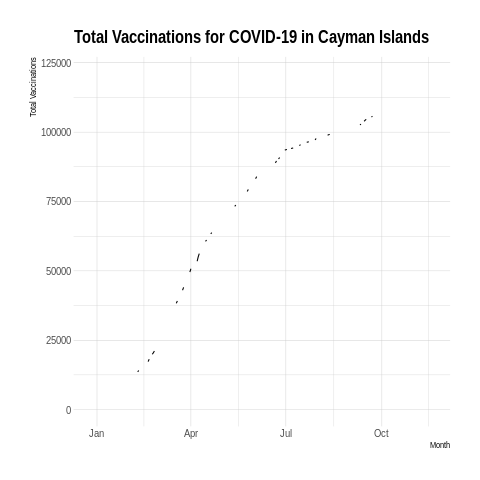 Total Vaccinations for COVID-19 in Cayman Islands
Total Vaccinations
125000
100000
75000
50000
25000
0
Jan Apr Jul Oct
Month